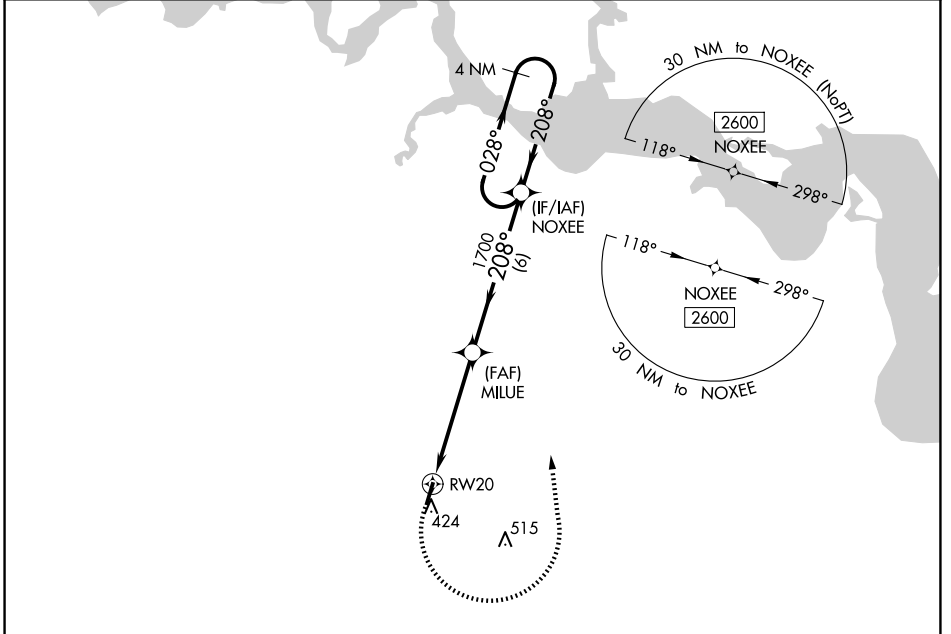 4 NM
028°
208°
(IF/IAF)
NOXEE
1700
208°
(6)
(FAF)
MILUE
RW20
424
515
30 NM to NOXEE (NoPT)
2600
NOXEE
118°
298°
118°
298°
NOXEE
2600
30 NM to NOXEE